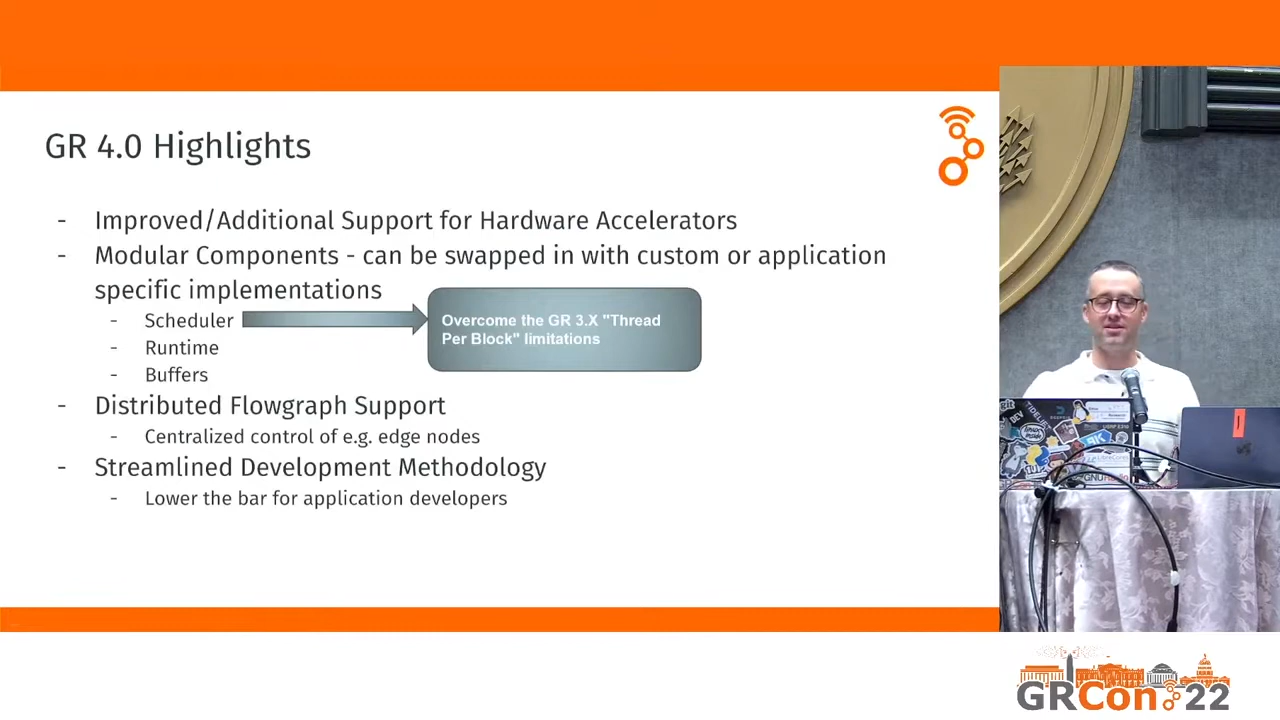 GR 4.0 Highlights
- Improved/Additional Support for Hardware Accelerators
- Modular Components - can be swapped in with custom or application
specific implementations
- Scheduler
Overcome the GR 3.X "Thread
Per Block" limitations
- Runtime
- Buffers
- Distributed Flowgraph Support
- Centralized control of e.g. edge nodes
- Streamlined Development Methodology
- Lower the bar for application developers
GRCon 22